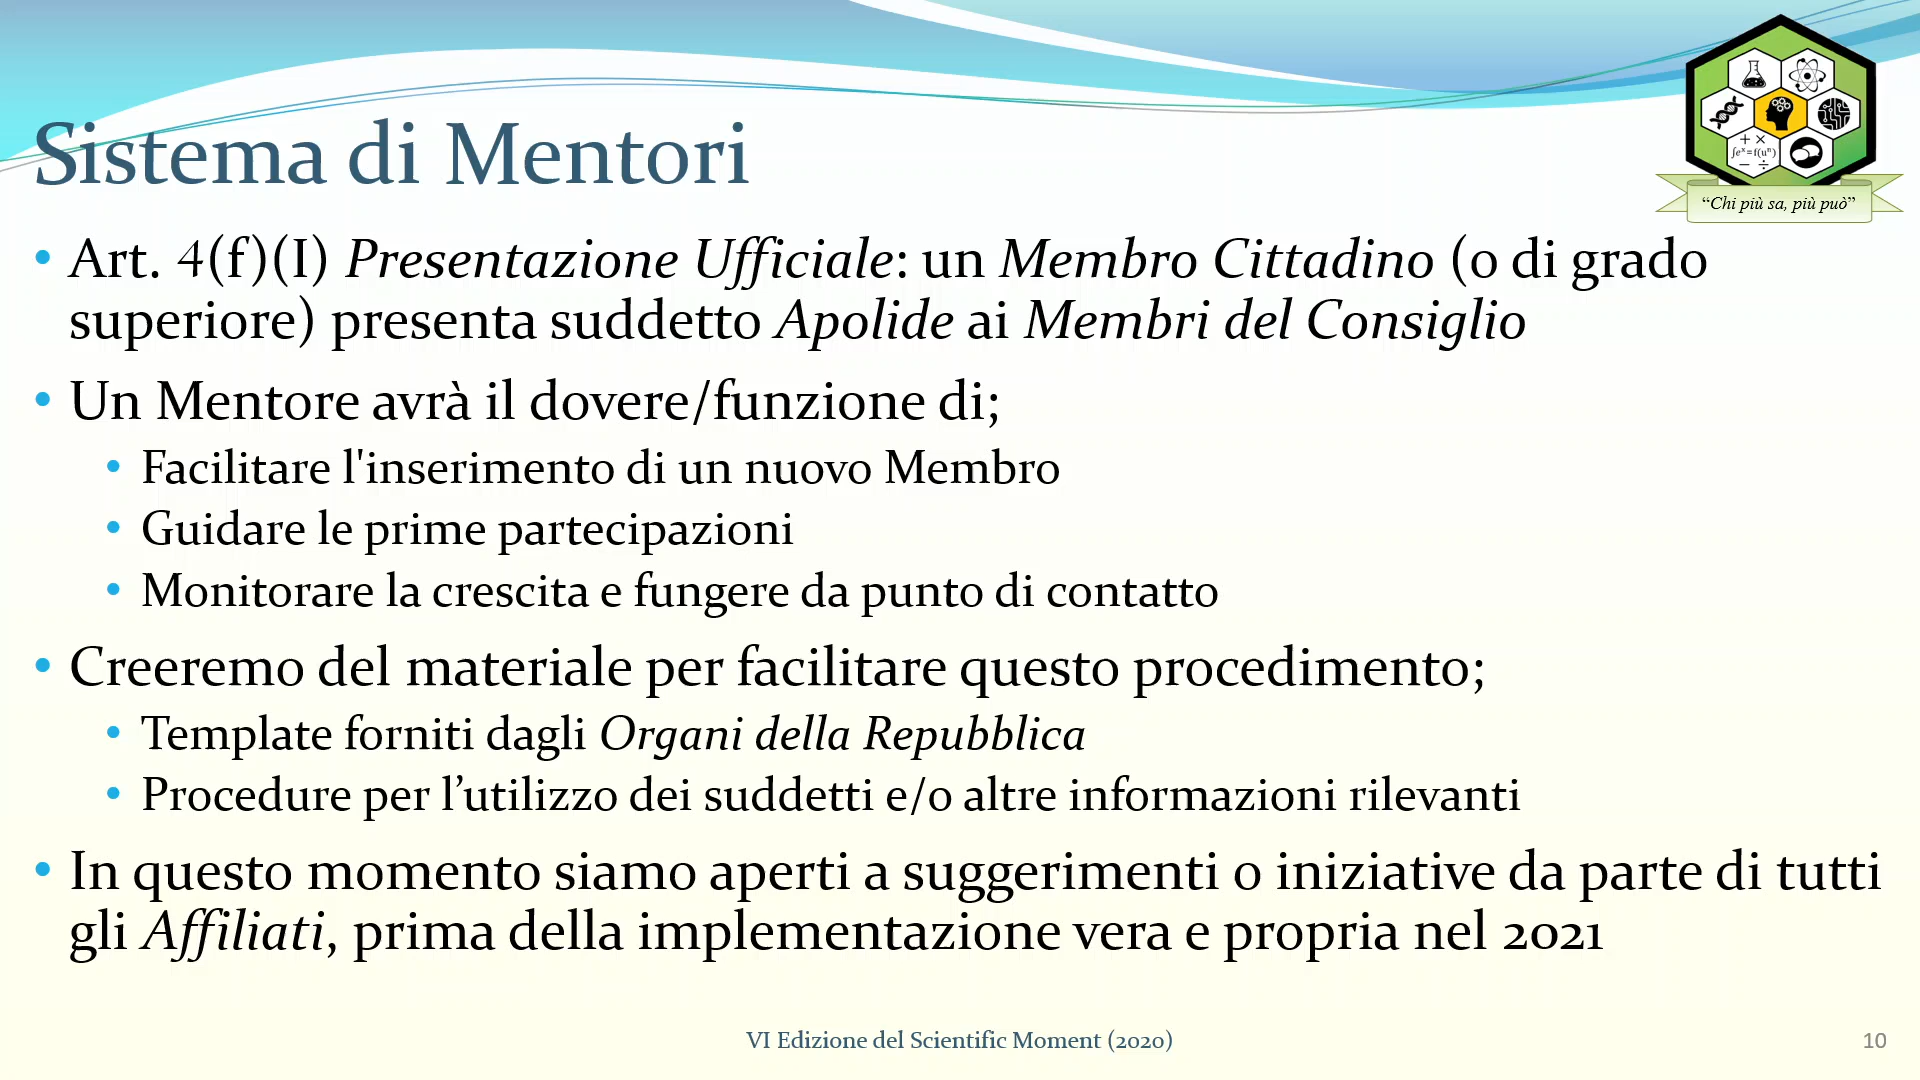 Sistema di Mentori
+ ×
∫eˣ=f(uⁿ)
− ÷
“Chi più sa, più può”
• Art. 4(f)(I) Presentazione Ufficiale: un Membro Cittadino (o di grado
superiore) presenta suddetto Apolide ai Membri del Consiglio
• Un Mentore avrà il dovere/funzione di;
• Facilitare l'inserimento di un nuovo Membro
• Guidare le prime partecipazioni
• Monitorare la crescita e fungere da punto di contatto
• Creeremo del materiale per facilitare questo procedimento;
• Template forniti dagli Organi della Repubblica
• Procedure per l’utilizzo dei suddetti e/o altre informazioni rilevanti
• In questo momento siamo aperti a suggerimenti o iniziative da parte di tutti
gli Affiliati, prima della implementazione vera e propria nel 2021
VI Edizione del Scientific Moment (2020)
10